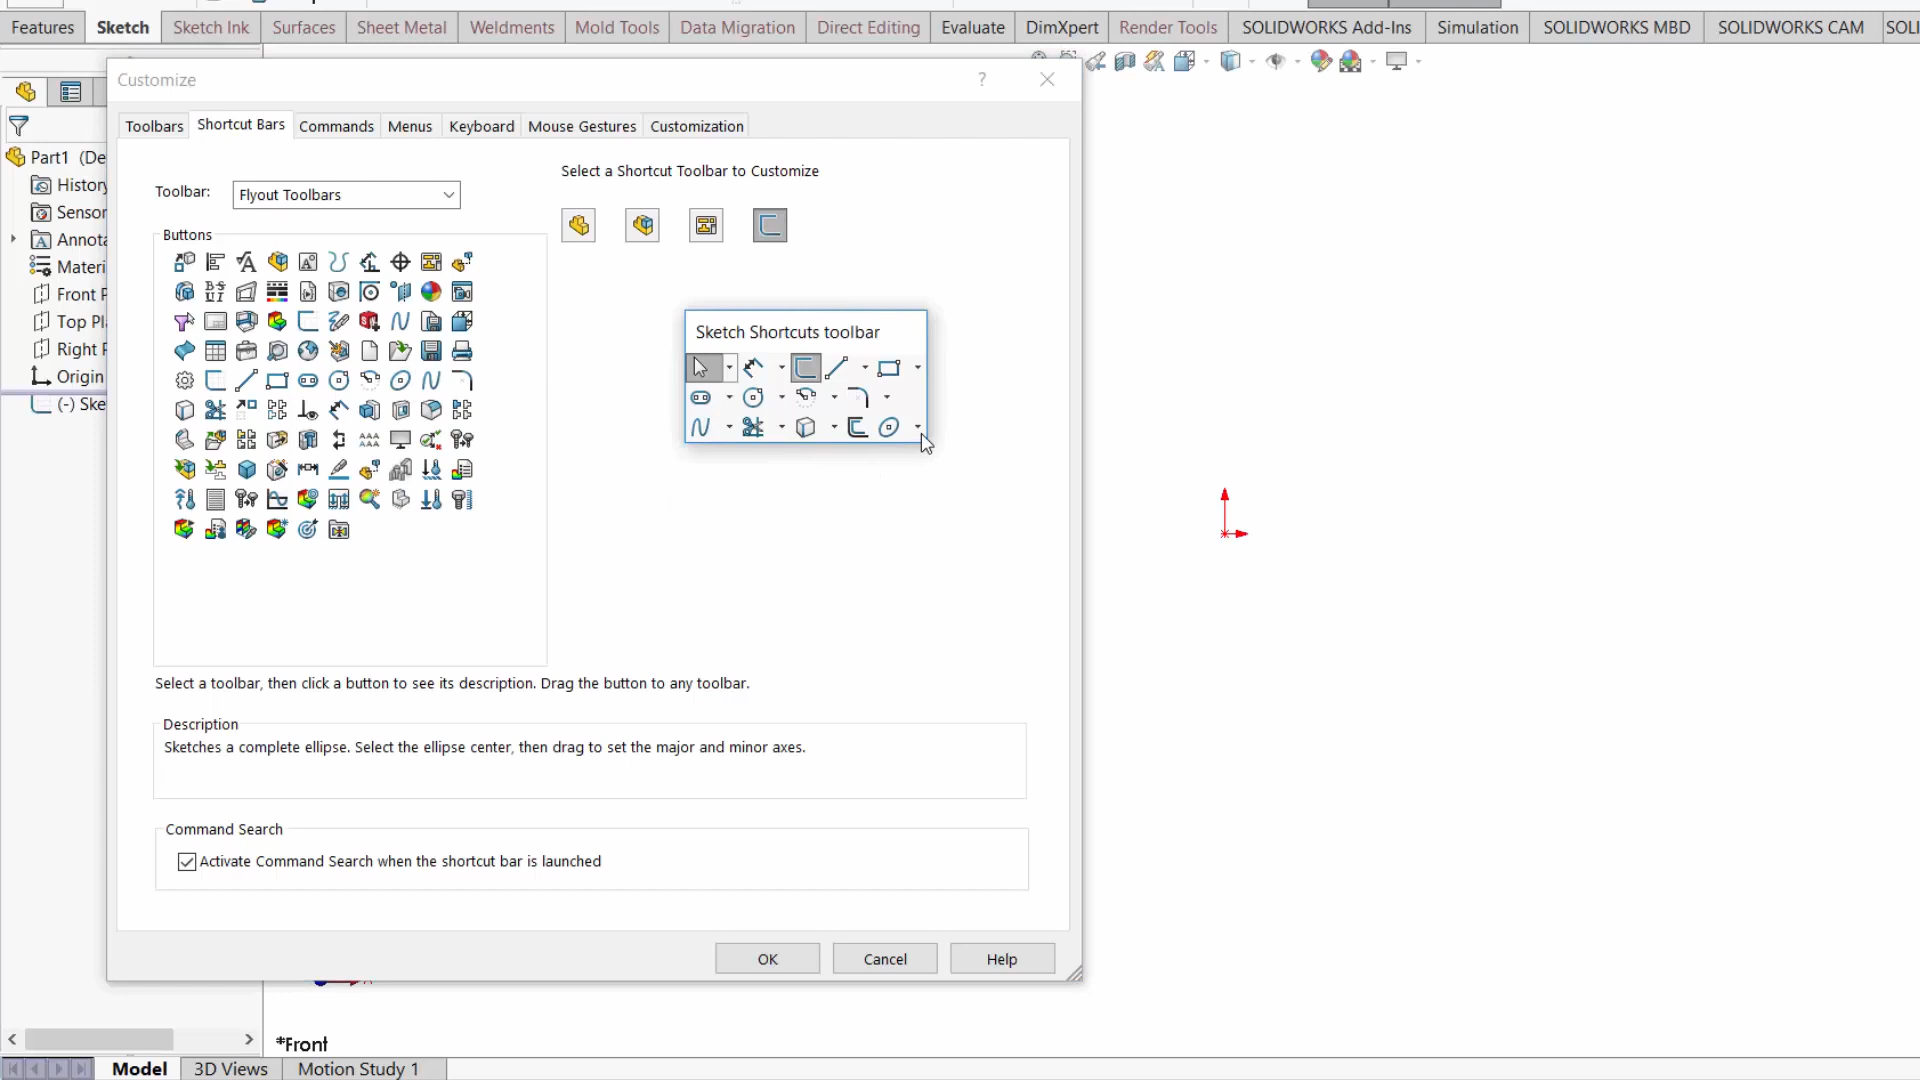 Features Sketch Sketch Ink Surfaces Sheet Metal Weldments Mold Tools Data Migration Direct Editing Evaluate DimXpert Render Tools SOLIDWORKS Add-Ins Simulation SOLIDWORKS MBD SOLIDWORKS CAM SOLI
Customize ?
Toolbars Shortcut Bars Commands Menus Keyboard Mouse Gestures Customization
Part1 (De
History
Sensor
Annota
Materi
Front P
Top Pl
Right P
Origin
(-) Ske
Select a Shortcut Toolbar to Customize
Toolbar: Flyout Toolbars
Buttons
Sketch Shortcuts toolbar
Select a toolbar, then click a button to see its description. Drag the button to any toolbar.
Description
Sketches a complete ellipse. Select the ellipse center, then drag to set the major and minor axes.
Command Search
Activate Command Search when the shortcut bar is launched
OK Cancel Help
*Front
Model 3D Views Motion Study 1